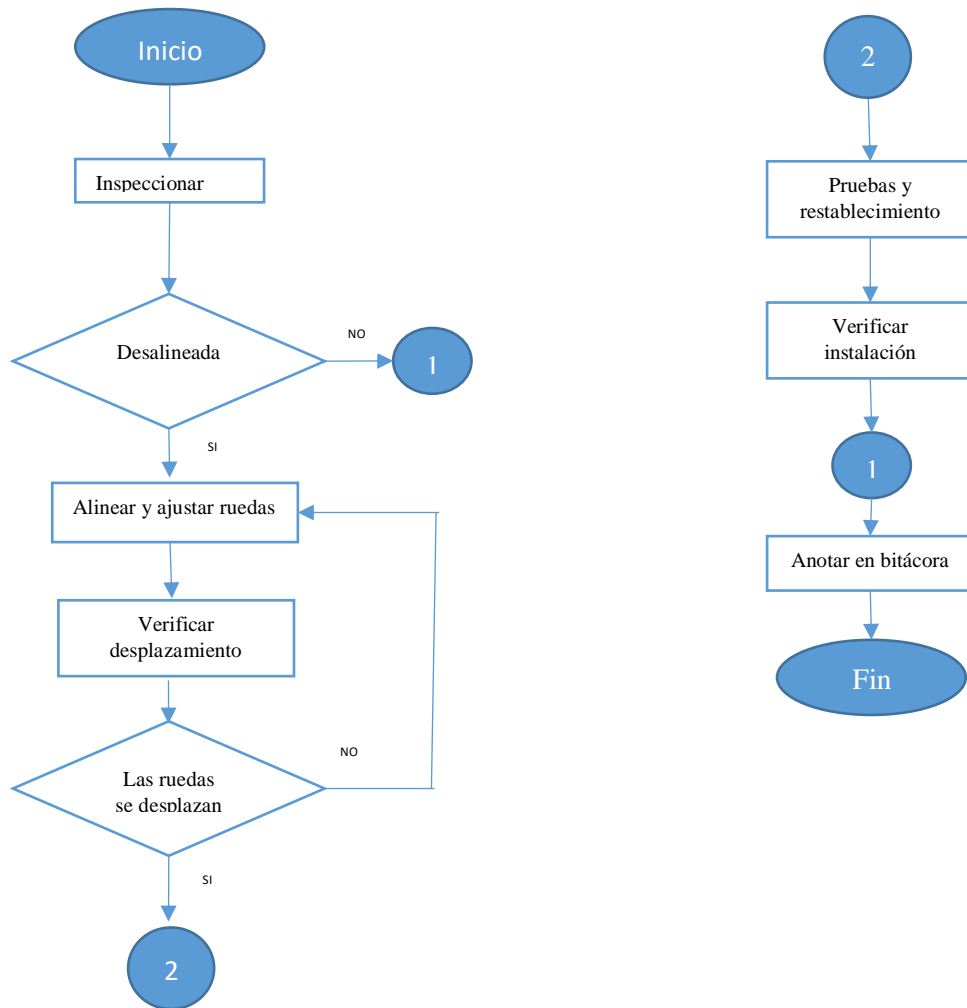 Inicio
Inspeccionar
Desalineada
NO
1
SI
Alinear y ajustar ruedas
Verificar
desplazamiento
Las ruedas
se desplazan
NO
SI
2
2
Pruebas y
restablecimiento
Verificar
instalación
1
Anotar en bitácora
Fin